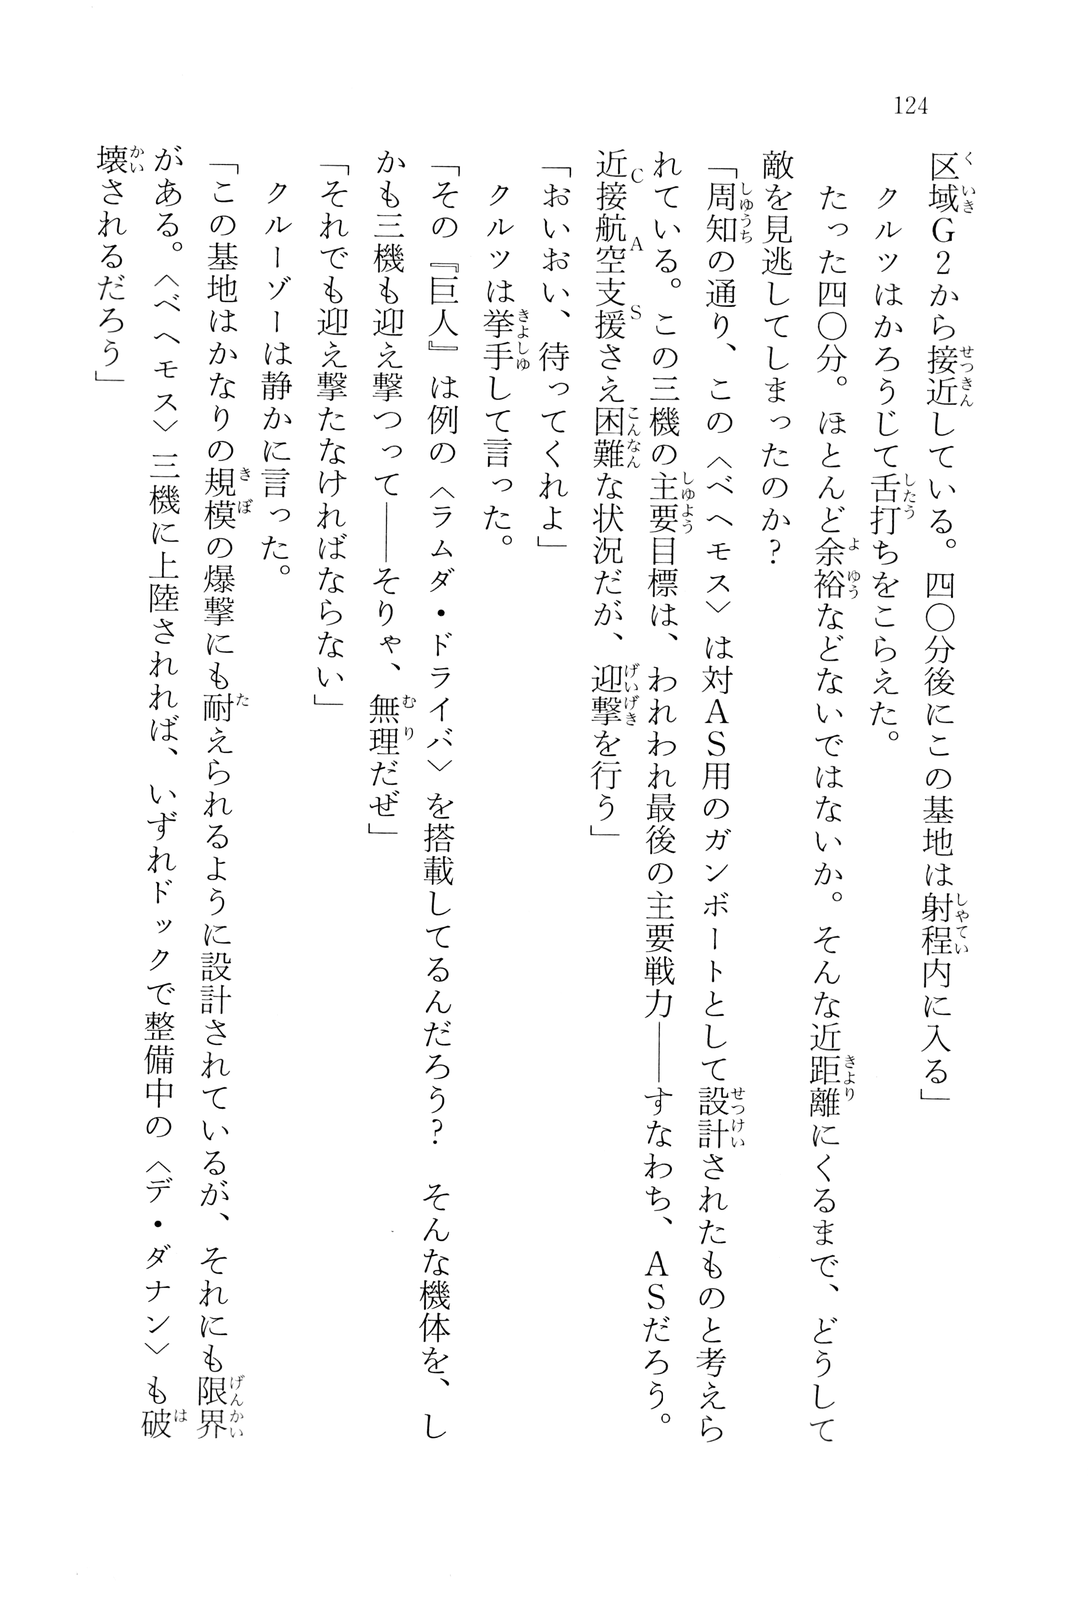 124
区域G2から接近している。四〇分後にこの基地は射程内に入る」
クルツはかろうじて舌打ちをこらえた。
たった四〇分。ほとんど余裕などないではないか。そんな近距離にくるまで、どうして
敵を見逃してしまったのか?
「周知の通り、この〈ベヘモス〉は対AS用のガンボートとして設計されたものと考えら
れている。この三機の主要目標は、われわれ最後の主要戦力――すなわち、ASだろう。
近接航空支援さえ困難な状況だが、迎撃を行う」
「おいおい、待ってくれよ」
クルツは挙手して言った。
「その『巨人』は例の〈ラムダ・ドライバ〉を搭載してるんだろう? そんな機体を、し
かも三機も迎え撃つって――そりゃ、無理だぜ」
「それでも迎え撃たなければならない」
クルーゾーは静かに言った。
「この基地はかなりの規模の爆撃にも耐えられるように設計されているが、それにも限界
がある。〈ベヘモス〉三機に上陸されれば、いずれドックで整備中の〈デ・ダナン〉も破
壊されるだろう」